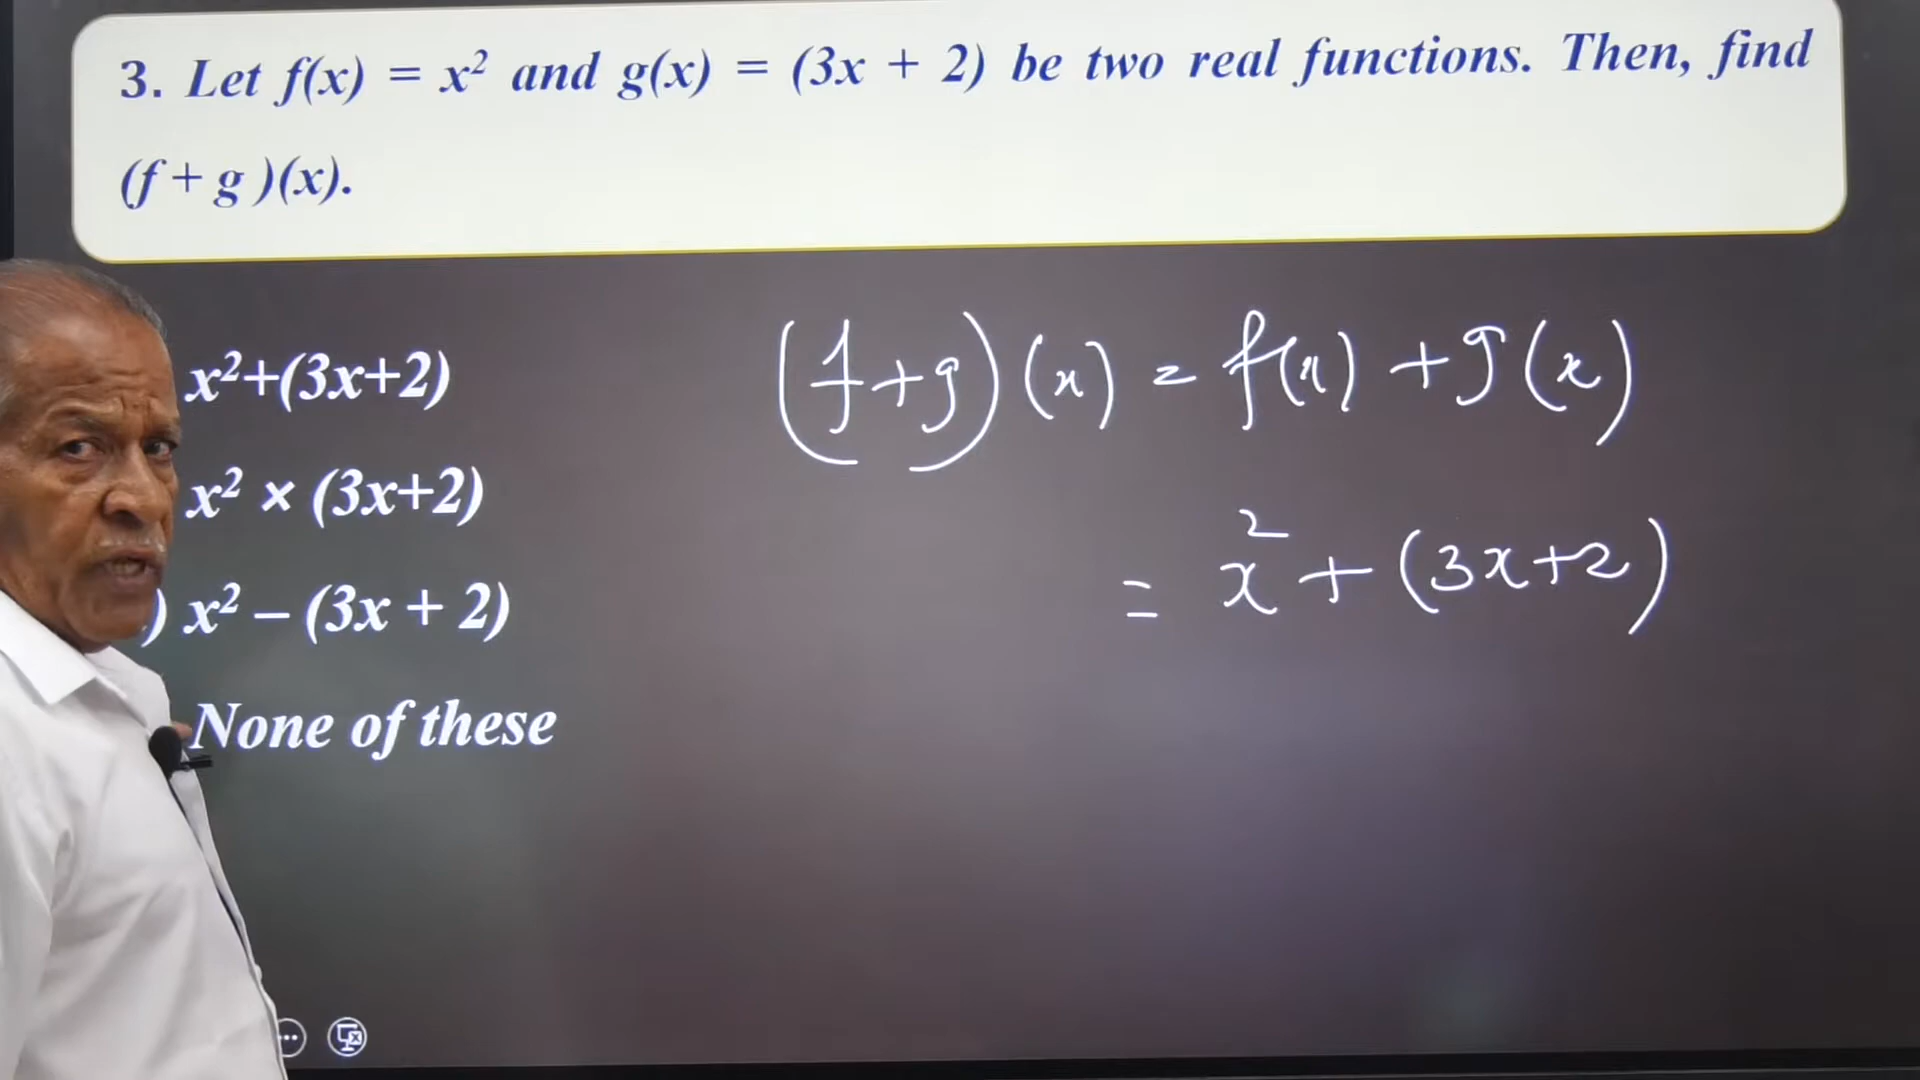 3. Let f(x) = x² and g(x) = (3x + 2) be two real functions. Then, find
(f + g )(x).
x²+(3x+2)
x² × (3x+2)
) x² – (3x + 2)
None of these
(f+g)(x) = f(x) + g(x)
= x² + (3x+2)